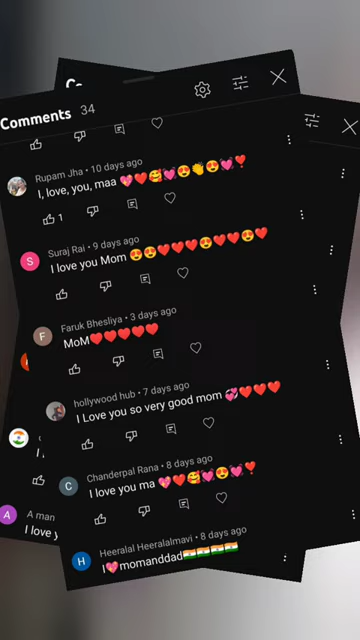 Comments 34
Rupam Jha • 10 days ago
I, love, you, maa 💖❤️🥰💓😍👏😍💓❣️
1
S
Suraj Rai • 9 days ago
I love you Mom 😍😍❤️❤️❤️😍❤️❤️😍❤️
F
Faruk Bhesliya • 3 days ago
MoM❤️❤️❤️❤️❤️
hollywood hub • 7 days ago
I Love you so very good mom 💞❤️❤️❤️
C
Chanderpal Rana • 8 days ago
I love you ma 💖❤️🥰💓😍💓❣️
A
A man
I love y
H
Heeralal Heeralalmavi • 8 days ago
I💖momanddad🇮🇳🇮🇳🇮🇳🇮🇳